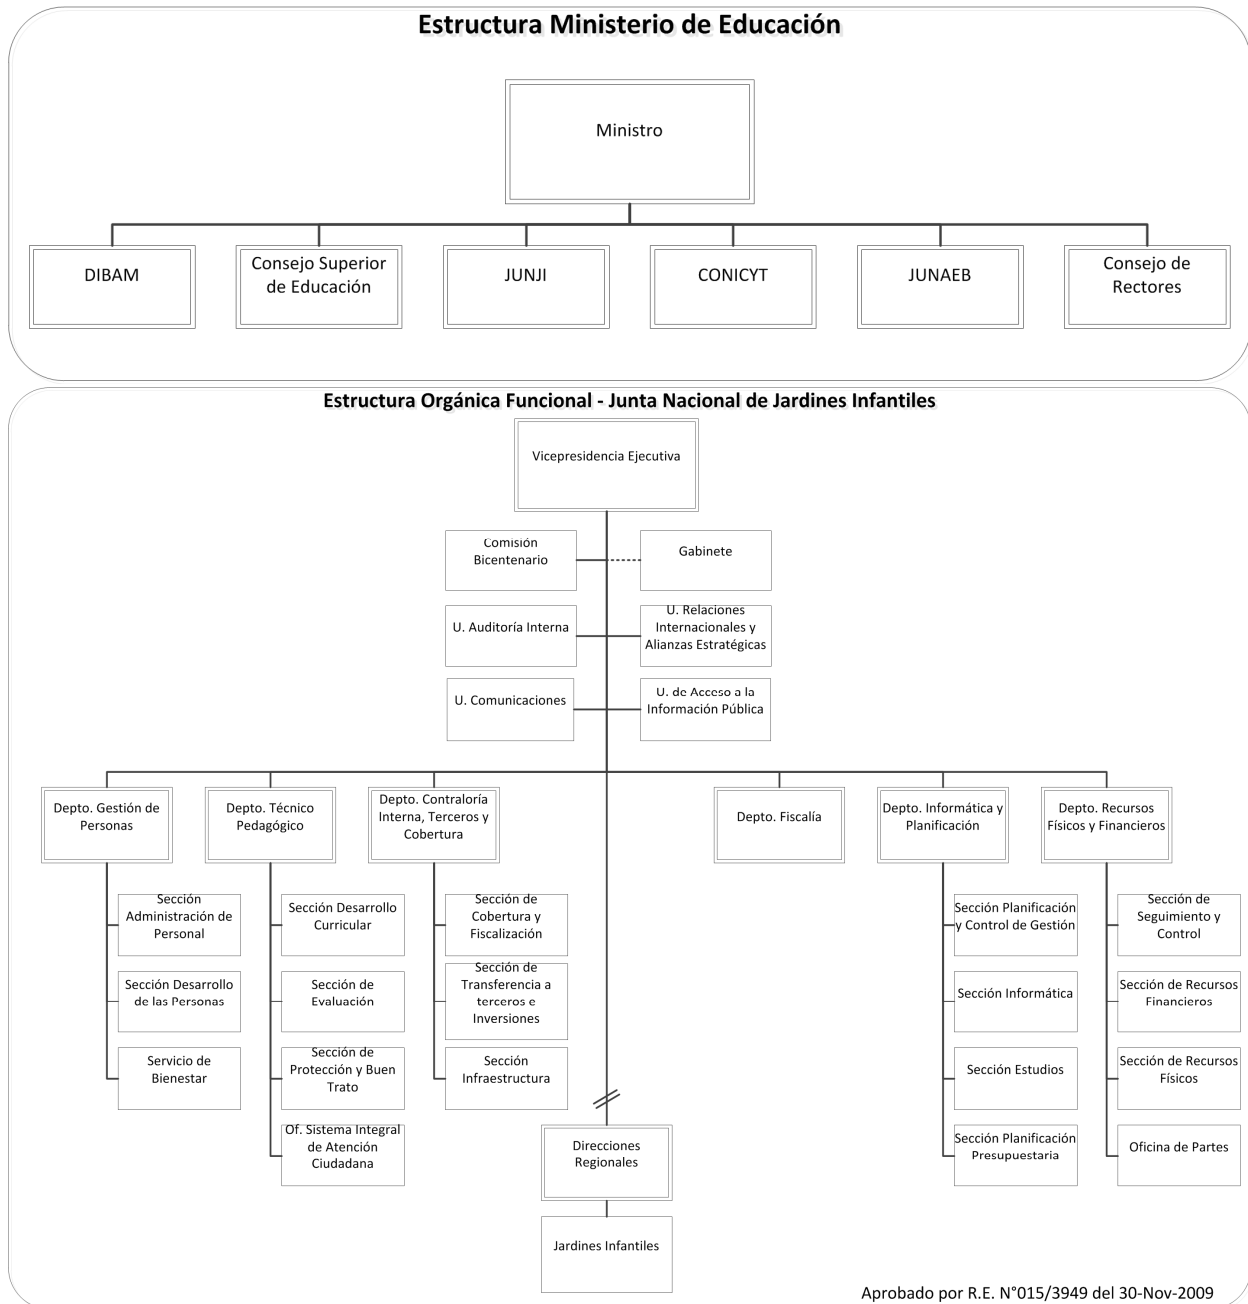 Estructura Ministerio de Educación
Ministro
DIBAM
Consejo Superior
de Educación
JUNJI
CONICYT
JUNAEB
Consejo de
Rectores
Estructura Orgánica Funcional - Junta Nacional de Jardines Infantiles
Vicepresidencia Ejecutiva
Comisión
Bicentenario
Gabinete
U. Auditoría Interna
U. Relaciones
Internacionales y
Alianzas Estratégicas
U. Comunicaciones
U. de Acceso a la
Información Pública
Depto. Gestión de
Personas
Depto. Técnico
Pedagógico
Depto. Contraloría
Interna, Terceros y
Cobertura
Depto. Fiscalía
Depto. Informática y
Planificación
Depto. Recursos
Físicos y Financieros
Sección
Administración de
Personal
Sección Desarrollo
Curricular
Sección de
Cobertura y
Fiscalización
Sección Planificación
y Control de Gestión
Sección de
Seguimiento y
Control
Sección Desarrollo
de las Personas
Sección de
Evaluación
Sección de
Transferencia a
terceros e
Inversiones
Sección Informática
Sección de Recursos
Financieros
Servicio de
Bienestar
Sección de
Protección y Buen
Trato
Sección
Infraestructura
Sección Estudios
Sección de Recursos
Físicos
Of. Sistema Integral
de Atención
Ciudadana
Direcciones
Regionales
Sección Planificación
Presupuestaria
Oficina de Partes
Jardines Infantiles
Aprobado por R.E. N°015/3949 del 30-Nov-2009